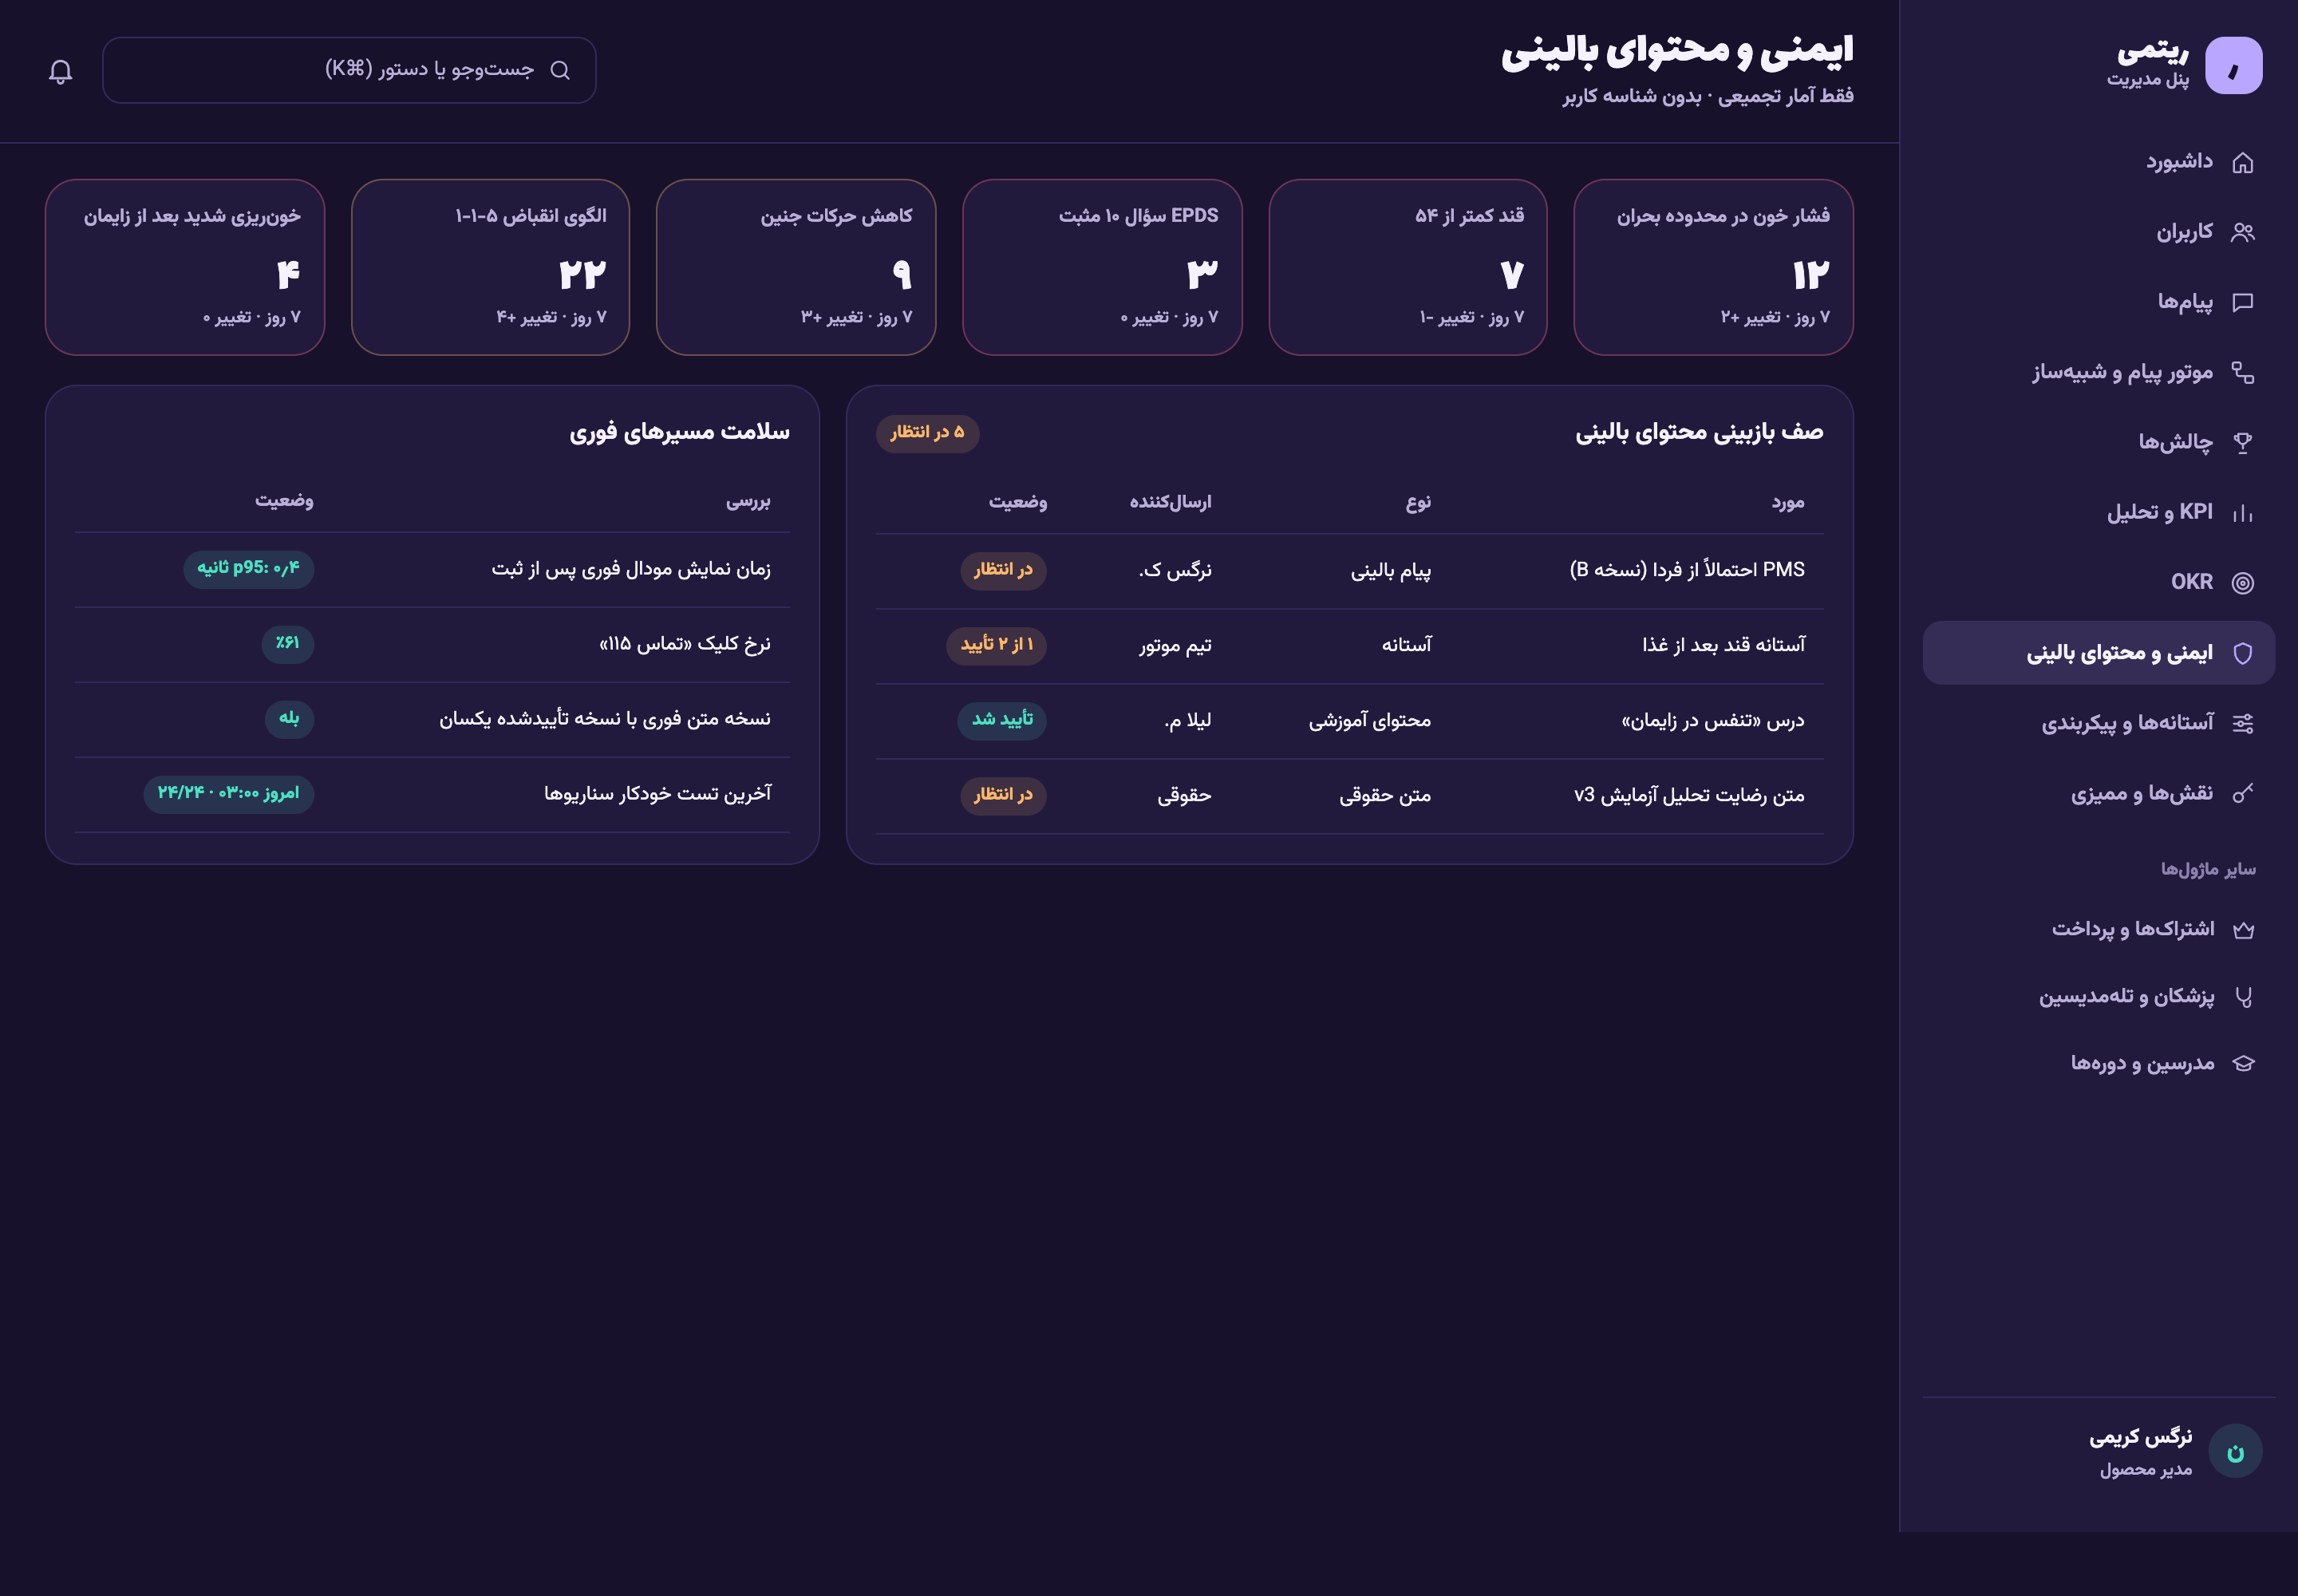 ر
ریتمی
پنل مدیریت
داشبورد
کاربران
پیام‌ها
موتور پیام و شبیه‌ساز
چالش‌ها
KPI و تحلیل
OKR
ایمنی و محتوای بالینی
آستانه‌ها و پیکربندی
نقش‌ها و ممیزی
سایر ماژول‌ها
اشتراک‌ها و پرداخت
پزشکان و تله‌مدیسین
مدرسین و دوره‌ها
ن
نرگس کریمی
مدیر محصول
ایمنی و محتوای بالینی
فقط آمار تجمیعی · بدون شناسه کاربر
جست‌وجو یا دستور (⌘K)
فشار خون در محدوده بحران
۱۲
۷ روز · تغییر +۲
قند کمتر از ۵۴
۷
۷ روز · تغییر -۱
EPDS سؤال ۱۰ مثبت
۳
۷ روز · تغییر ۰
کاهش حرکات جنین
۹
۷ روز · تغییر +۳
الگوی انقباض ۵-۱-۱
۲۲
۷ روز · تغییر +۴
خون‌ریزی شدید بعد از زایمان
۴
۷ روز · تغییر ۰
صف بازبینی محتوای بالینی
۵ در انتظار
مورد نوع ارسال‌کننده وضعیت
PMS احتمالاً از فردا (نسخه B) پیام بالینی نرگس ک. در انتظار
آستانه قند بعد از غذا آستانه تیم موتور ۱ از ۲ تأیید
درس «تنفس در زایمان» محتوای آموزشی لیلا م. تأیید شد
متن رضایت تحلیل آزمایش v3 متن حقوقی حقوقی در انتظار
سلامت مسیرهای فوری
بررسی وضعیت
زمان نمایش مودال فوری پس از ثبت p95: ۰٫۴ ثانیه
نرخ کلیک «تماس ۱۱۵» ۶۱٪
نسخه متن فوری با نسخه تأییدشده یکسان بله
آخرین تست خودکار سناریوها امروز ۰۳:۰۰ · ۲۴/۲۴